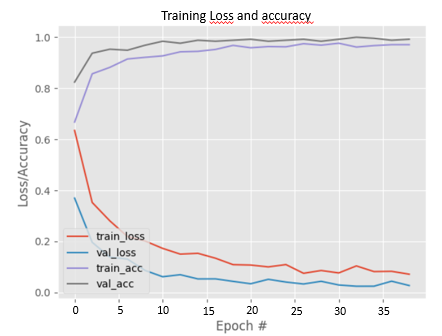 Training Loss and accuracy
1.0
0.8
0.6
0.4
0.2
0.0
Loss/Accuracy
train_loss
val_loss
train_acc
val_acc
0 5 10 15 20 25 30 35
Epoch #